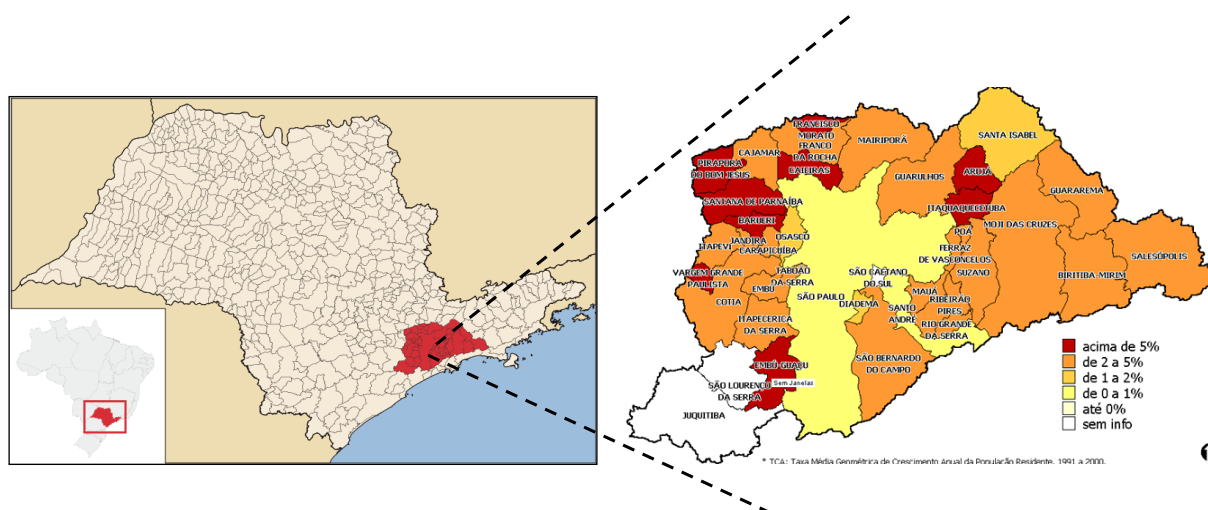 FRANCISCO
MORATO
FRANCO
DA ROCHA
CAJAMAR
MAIRIPORÃ
SANTA ISABEL
PIRAPORA
DO BOM JESUS
CAIEIRAS
GUARULHOS
ARUJÁ
GUARAREMA
SANTANA DE PARNAÍBA
ITAQUAQUECETUBA
BARUERI
MOJI DAS CRUZES
POÁ
OSASCO
JANDIRA
ITAPEVI
CARAPICUÍBA
FERRAZ
DE VASCONCELOS
SALESÓPOLIS
VARGEM GRANDE
PAULISTA
TABOÃO
DA SERRA
SÃO CAETANO
DO SUL
SUZANO
BIRITIBA-MIRIM
EMBÚ
COTIA
SÃO PAULO
DIADEMA
MAUÁ
RIBEIRÃO
PIRES
SANTO
ANDRÉ
ITAPECERICA
DA SERRA
RIO GRANDE
DA SERRA
SÃO BERNARDO
DO CAMPO
EMBÚ-GUAÇU
Sem Janelas
SÃO LOURENÇO
DA SERRA
JUQUITIBA
acima de 5%
de 2 a 5%
de 1 a 2%
de 0 a 1%
até 0%
sem info
* TCA: Taxa Média Geométrica de Crescimento Anual da População Residente, 1991 a 2000.